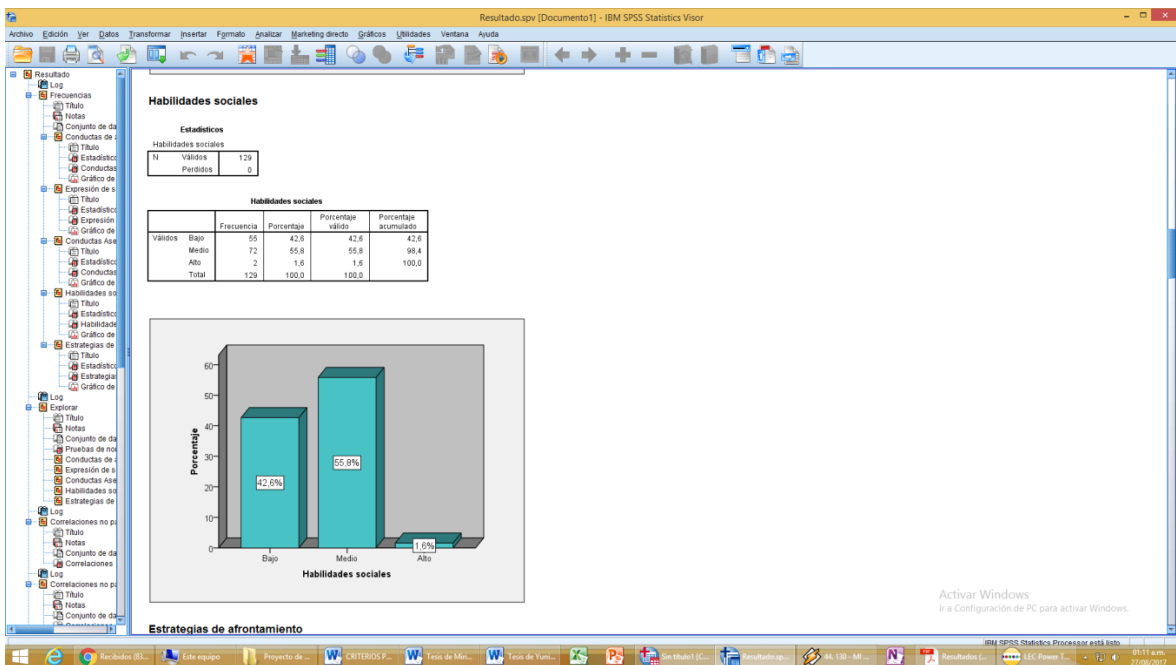 Resultado.spv [Documento1] - IBM SPSS Statistics Visor
Archivo Edición Ver Datos Transformar Insertar Formato Analizar Marketing directo Gráficos Utilidades Ventana Ayuda
Resultado
Log
Frecuencias
Título
Notas
Conjunto de da
Conductas de a
Título
Estadístico
Conductas
Gráfico de
Expresión de s
Título
Estadístico
Expresión
Gráfico de
Conductas Ase
Título
Estadístico
Conductas
Gráfico de
Habilidades so
Título
Estadístico
Habilidade
Gráfico de
Estrategias de
Título
Estadístico
Estrategias
Gráfico de
Log
Explorar
Título
Notas
Conjunto de da
Pruebas de nor
Conductas de a
Expresión de s
Conductas Ase
Habilidades so
Estrategias de
Log
Correlaciones no pa
Título
Notas
Conjunto de da
Correlaciones
Log
Correlaciones no pa
Título
Notas
Conjunto de da
Habilidades sociales
Estadísticos
Habilidades sociales
N Válidos 129
Perdidos 0
Habilidades sociales
Frecuencia Porcentaje Porcentaje válido Porcentaje acumulado
Válidos Bajo 55 42,6 42,6 42,6
Medio 72 55,8 55,8 98,4
Alto 2 1,6 1,6 100,0
Total 129 100,0 100,0
Porcentaje
60
50
40
30
20
10
0
42,6%
55,8%
1,6%
Bajo Medio Alto
Habilidades sociales
Estrategias de afrontamiento
Activar Windows
Ir a Configuración de PC para activar Windows.
IBM SPSS Statistics Processor está listo
Recibidos (83... Este equipo Proyecto de ... CRITERIOS P... Tesis de Min... Tesis de Yumi... Sin título1 [C... Resultado.sp... 44, 130 - MI ... Resultados (... LEC Power T...
01:11 a.m.